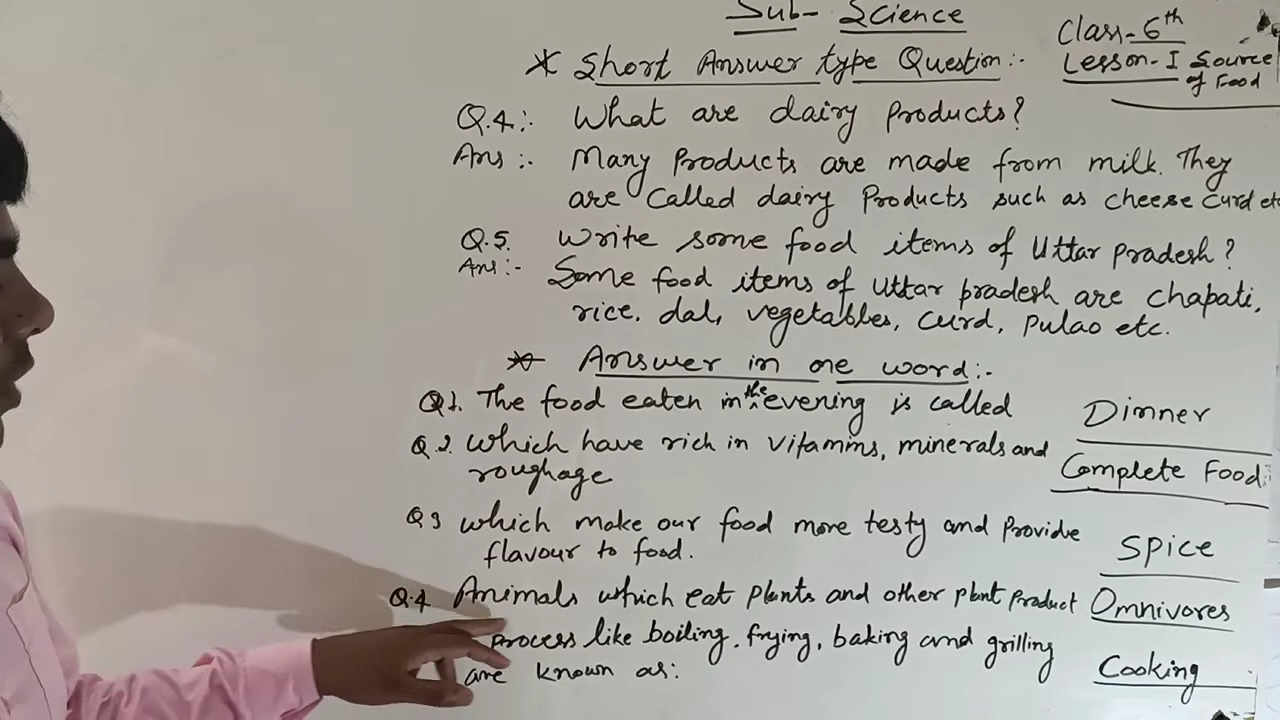 Sub- Science
Class-6th
* Short Answer type Question:-
Lesson-I Source of Food
Q.4:- What are dairy Products?
Ans:- Many Products are made from milk. They
are Called dairy Products such as cheese curd etc
Q.5. Write some food items of Uttar Pradesh?
Ans:- Some food items of Uttar pradesh are chapati,
rice, dal, vegetables, curd, Pulao etc.
* Answer in one word:-
Q1. The food eaten in the evening is called Dinner
Q.2 Which have rich in vitamins, minerals and
roughage Complete Food
Q3 which make our food more testy and Provide
flavour to food. Spice
Q.4 Animals which eat plants and other plant Product Omnivores
Process like boiling, frying, baking and grilling
are known as: Cooking